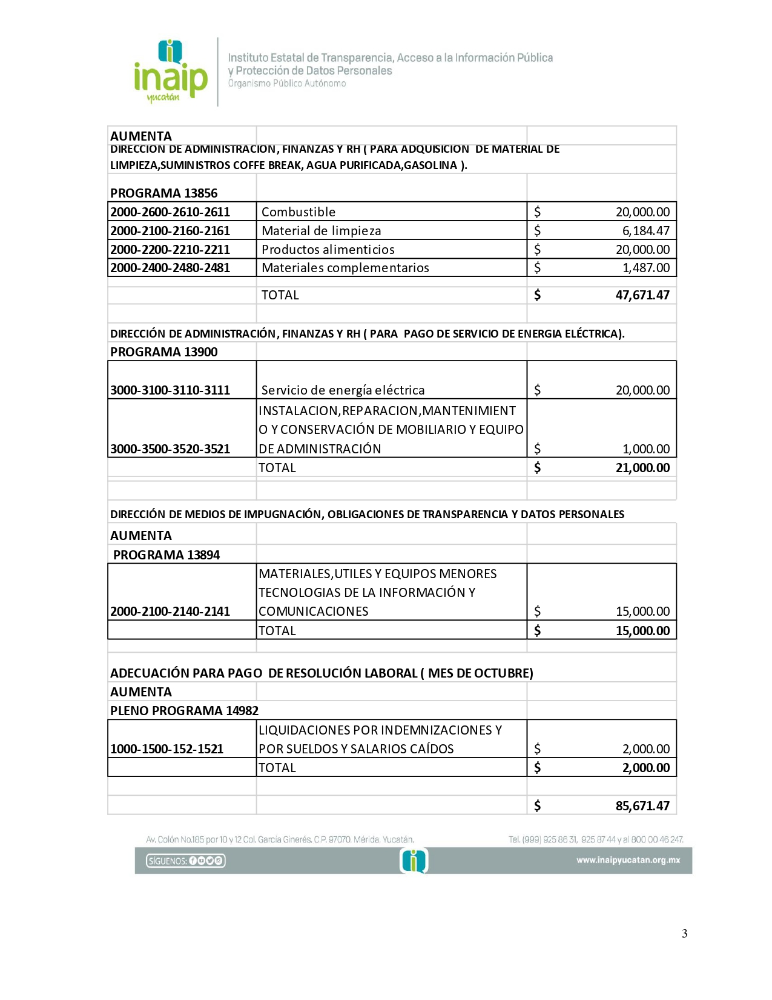 inaip
yucatán
Instituto Estatal de Transparencia, Acceso a la Información Pública
y Protección de Datos Personales
Organismo Público Autónomo
AUMENTA
DIRECCIÓN DE ADMINISTRACIÓN, FINANZAS Y RH ( PARA ADQUISICIÓN DE MATERIAL DE
LIMPIEZA,SUMINISTROS COFFE BREAK, AGUA PURIFICADA,GASOLINA ).
PROGRAMA 13856
2000-2600-2610-2611 Combustible $ 20,000.00
2000-2100-2160-2161 Material de limpieza $ 6,184.47
2000-2200-2210-2211 Productos alimenticios $ 20,000.00
2000-2400-2480-2481 Materiales complementarios $ 1,487.00
TOTAL $ 47,671.47
DIRECCIÓN DE ADMINISTRACIÓN, FINANZAS Y RH ( PARA PAGO DE SERVICIO DE ENERGIA ELÉCTRICA).
PROGRAMA 13900
3000-3100-3110-3111 Servicio de energía eléctrica $ 20,000.00
INSTALACION,REPARACION,MANTENIMIENT
O Y CONSERVACIÓN DE MOBILIARIO Y EQUIPO
3000-3500-3520-3521 DE ADMINISTRACIÓN $ 1,000.00
TOTAL $ 21,000.00
DIRECCIÓN DE MEDIOS DE IMPUGNACIÓN, OBLIGACIONES DE TRANSPARENCIA Y DATOS PERSONALES
AUMENTA
PROGRAMA 13894
MATERIALES,UTILES Y EQUIPOS MENORES
TECNOLOGIAS DE LA INFORMACIÓN Y
2000-2100-2140-2141 COMUNICACIONES $ 15,000.00
TOTAL $ 15,000.00
ADECUACIÓN PARA PAGO DE RESOLUCIÓN LABORAL ( MES DE OCTUBRE)
AUMENTA
PLENO PROGRAMA 14982
LIQUIDACIONES POR INDEMNIZACIONES Y
1000-1500-152-1521 POR SUELDOS Y SALARIOS CAÍDOS $ 2,000.00
TOTAL $ 2,000.00
$ 85,671.47
Av. Colón No.185 por 10 y 12 Col. García Ginerés. C.P. 97070. Mérida, Yucatán. Tel. (999) 925 86 31, 925 87 44 y al 800 00 46 247.
SÍGUENOS: www.inaipyucatan.org.mx
3